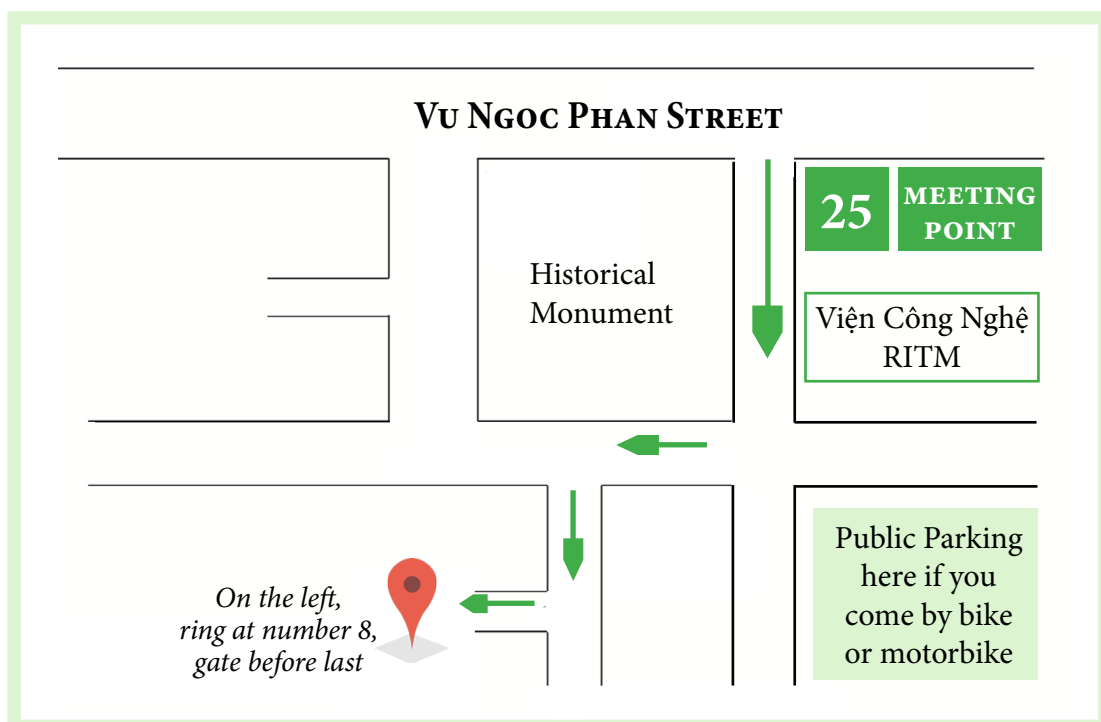 VU NGOC PHAN STREET
25
MEETING
POINT
Historical
Monument
Viện Công Nghệ
RITM
On the left,
ring at number 8,
gate before last
Public Parking
here if you
come by bike
or motorbike